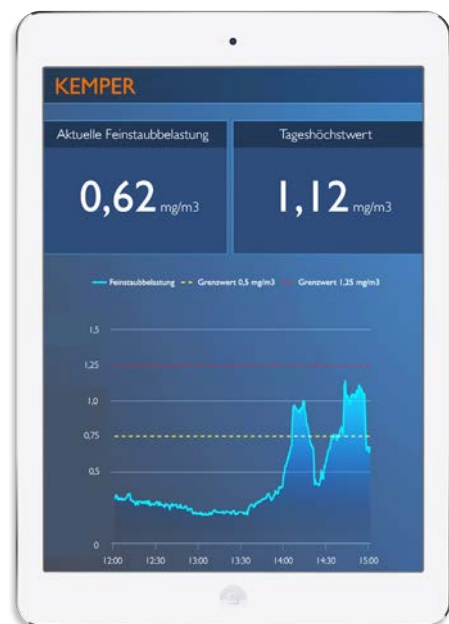 KEMPER
Aktuelle Feinstaubbelastung
Tageshöchstwert
0,62 mg/m3
1,12 mg/m3
Feinstaubbelastung Grenzwert 0,5 mg/m3 Grenzwert 1,25 mg/m3
1,5
1,25
1,0
0,75
0,5
0
12:00 12:30 13:00 13:30 14:00 14:30 15:00